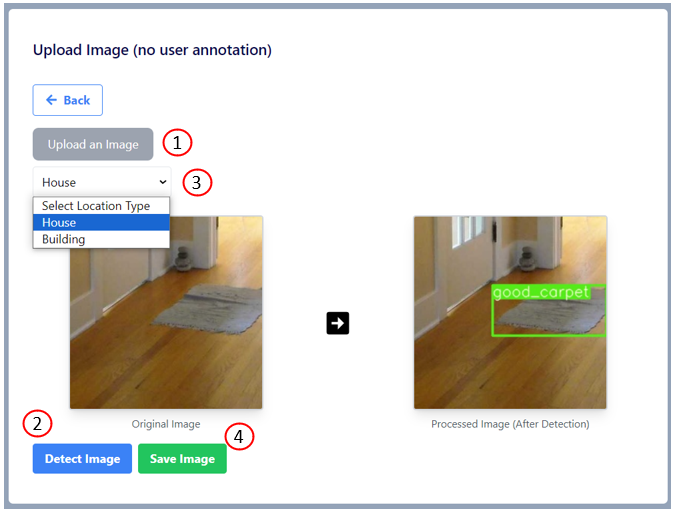 Upload Image (no user annotation)
Back
Upload an Image
1
House
3
Select Location Type
House
Building
good_carpet
Original Image
Processed Image (After Detection)
2
4
Detect Image
Save Image